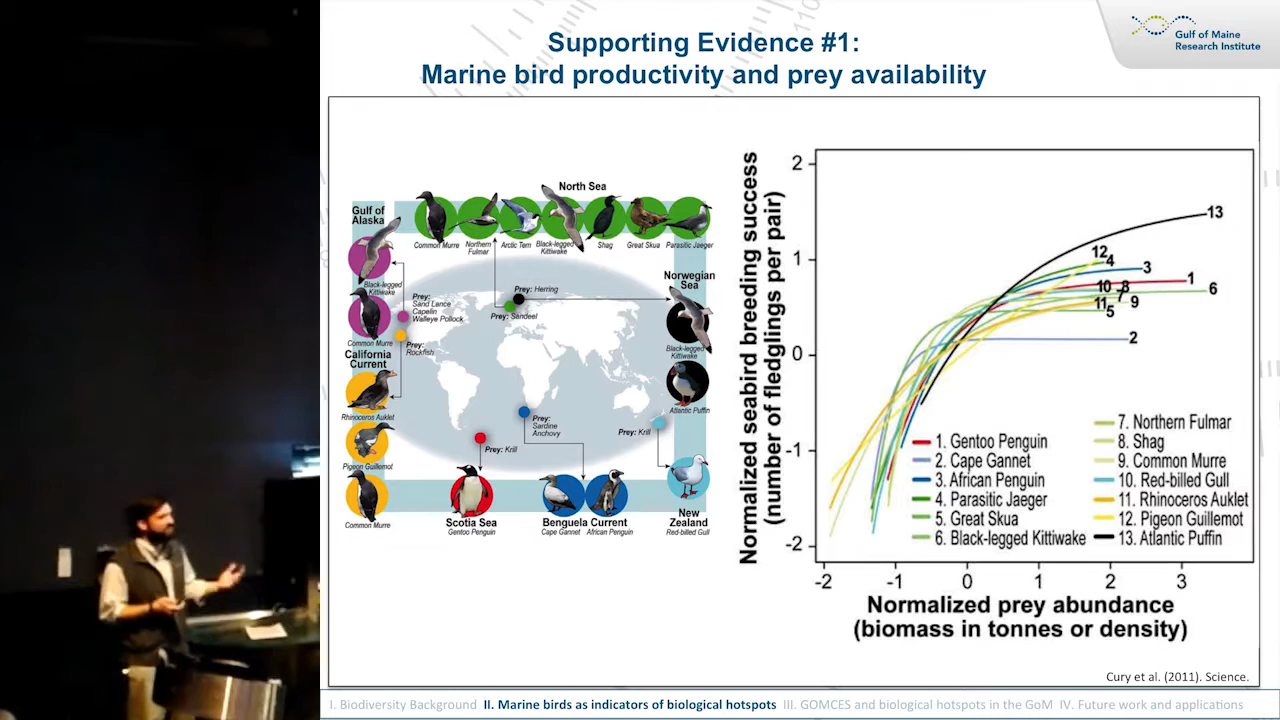 Supporting Evidence #1:
Marine bird productivity and prey availability
Gulf of Maine
Research Institute
North Sea
Gulf of
Alaska
Common Murre
Northern
Fulmar
Arctic Tern
Black-legged
Kittiwake
Shag
Great Skua
Parasitic Jaeger
Black-legged
Kittiwake
Common Murre
Prey:
Sand Lance
Capelin
Walleye Pollock
Prey: Herring
Prey: Sandeel
Norwegian
Sea
Black-legged
Kittiwake
Atlantic Puffin
California
Current
Prey:
Rockfish
Rhinoceros Auklet
Pigeon Guillemot
Common Murre
Prey: Krill
Prey:
Sardine
Anchovy
Prey: Krill
Scotia Sea
Gentoo Penguin
Benguela Current
Cape Gannet African Penguin
New
Zealand
Red-billed Gull
Normalized seabird breeding success
(number of fledglings per pair)
2
1
0
-1
-2
13
12
4
3
1
10
8
7
6
11
9
5
2
1. Gentoo Penguin
2. Cape Gannet
3. African Penguin
4. Parasitic Jaeger
5. Great Skua
6. Black-legged Kittiwake
7. Northern Fulmar
8. Shag
9. Common Murre
10. Red-billed Gull
11. Rhinoceros Auklet
12. Pigeon Guillemot
13. Atlantic Puffin
-2 -1 0 1 2 3
Normalized prey abundance
(biomass in tonnes or density)
Cury et al. (2011). Science.
I. Biodiversity Background II. Marine birds as indicators of biological hotspots III. GOMCES and biological hotspots in the GoM IV. Future work and applications